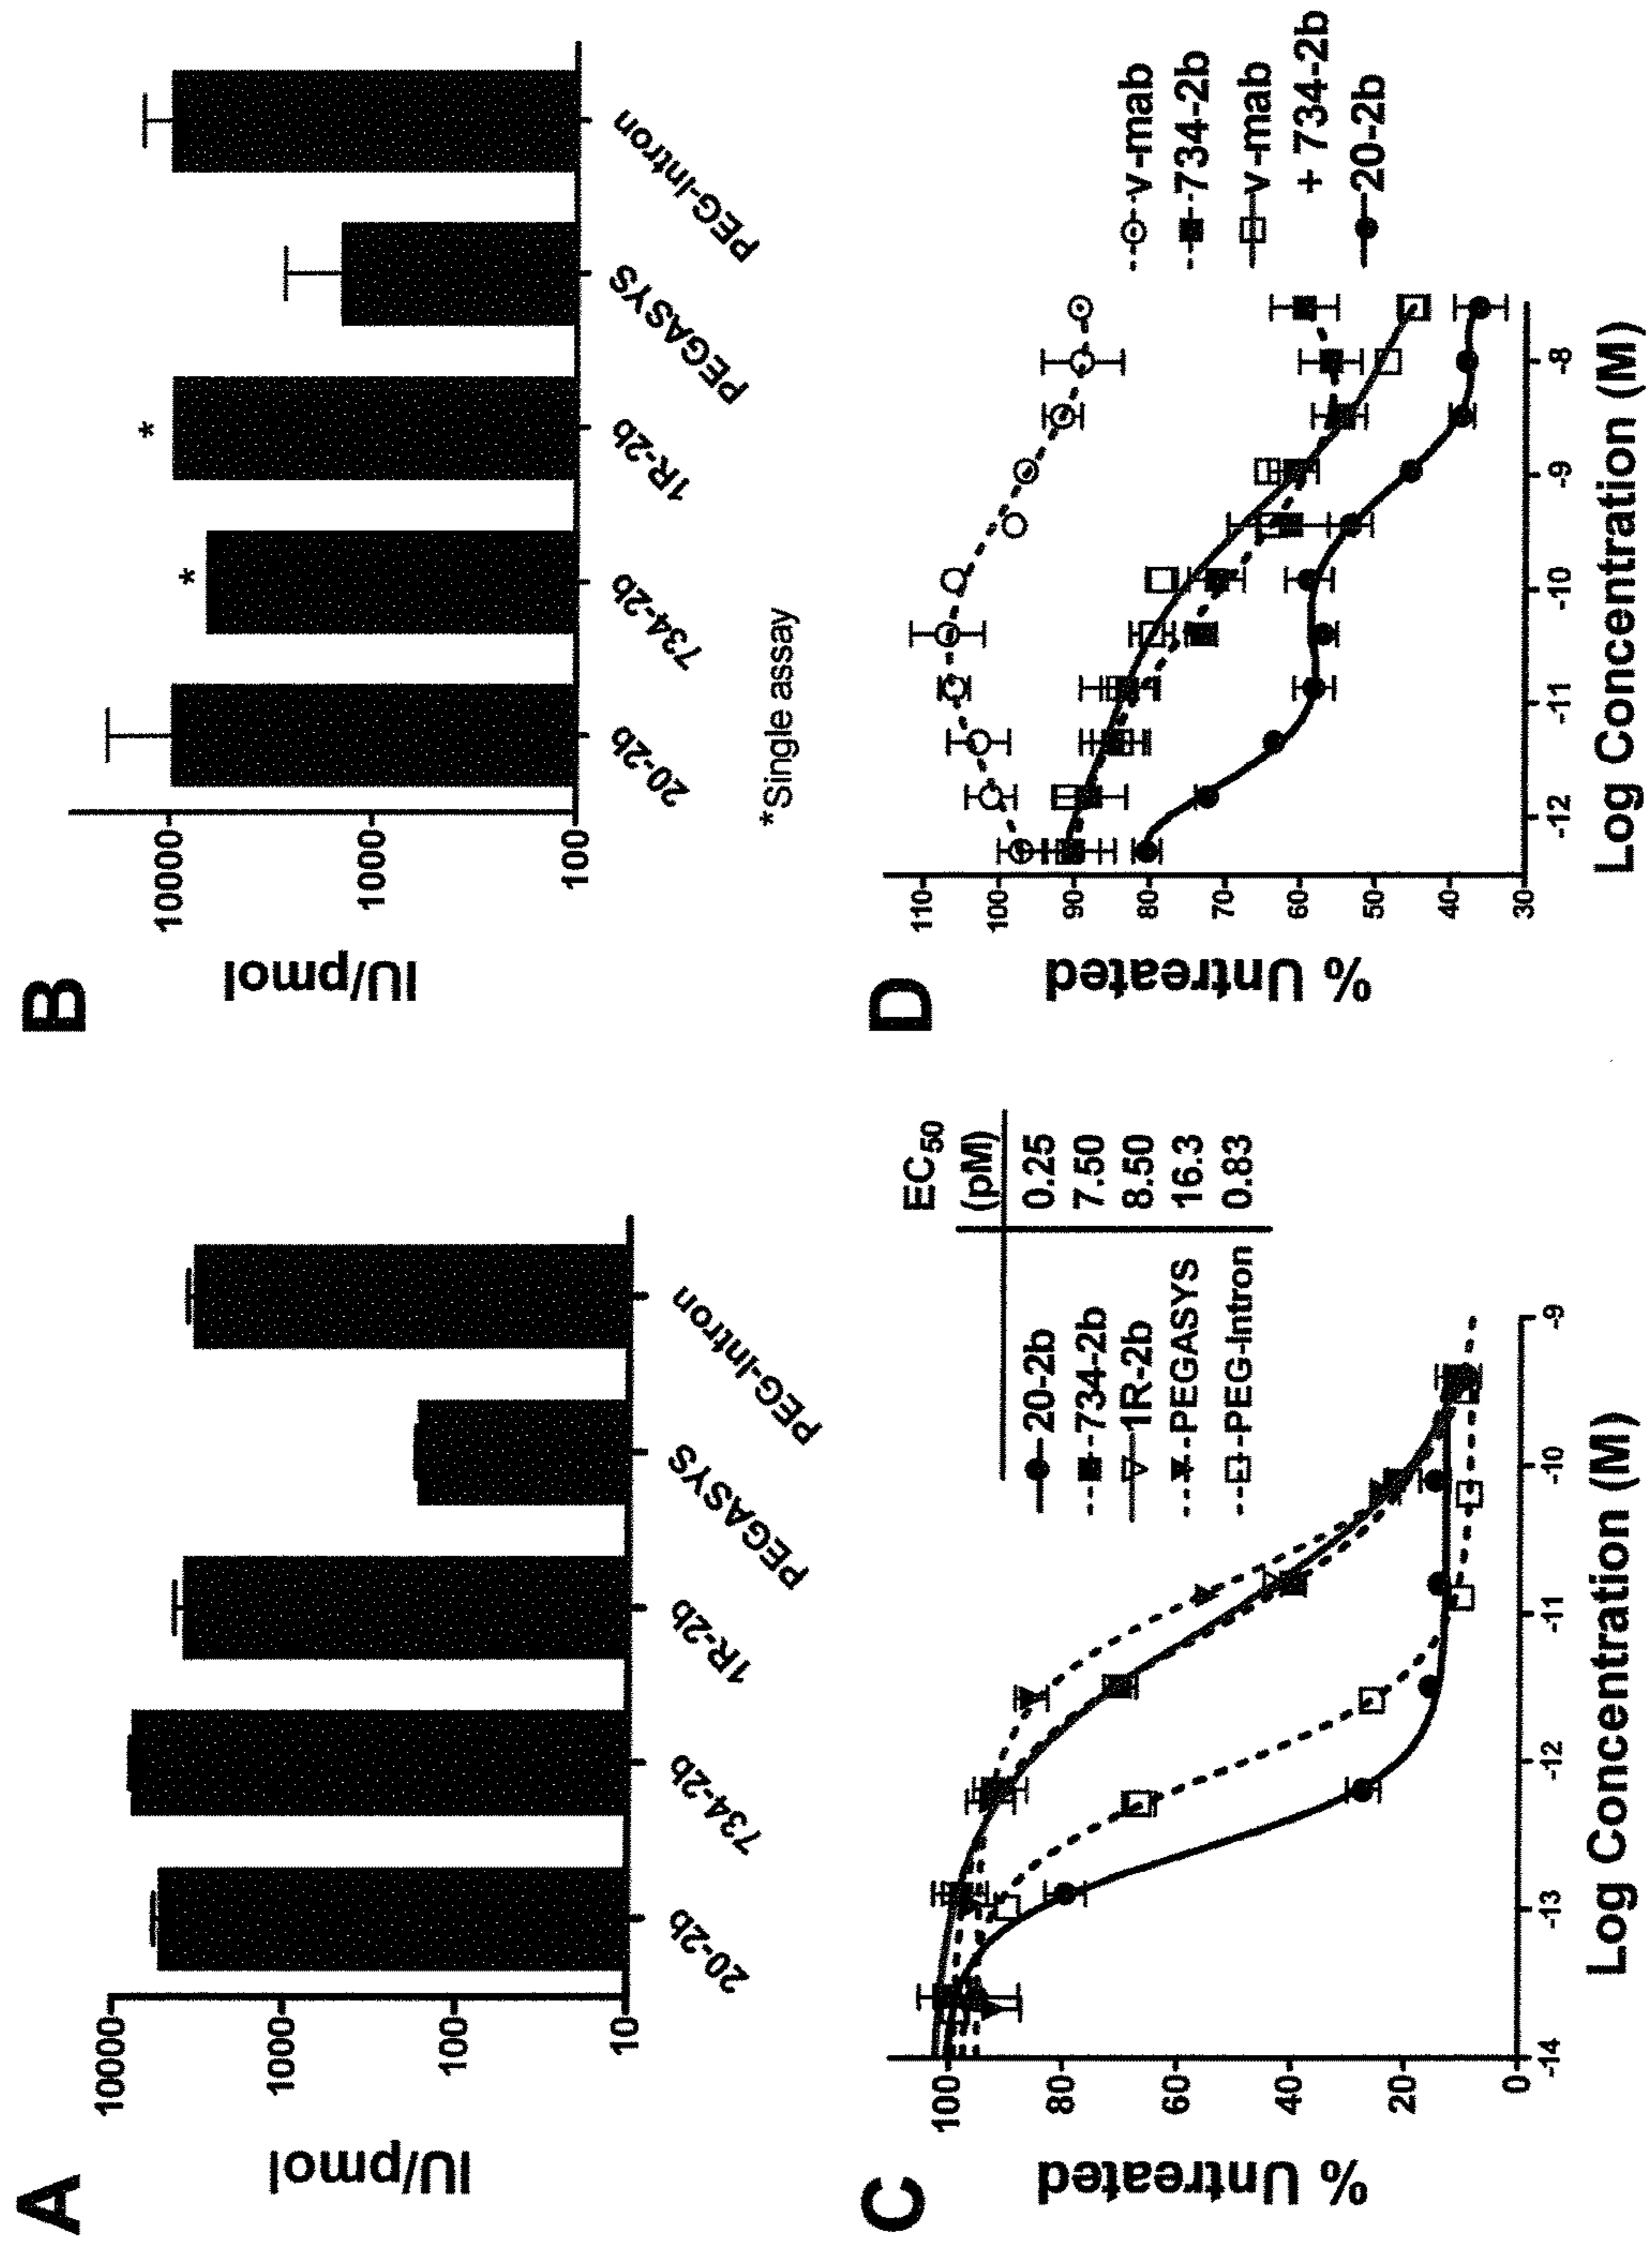 A
IU/pmol
10000
1000
100
10
20-2b
734-2b
1R-2b
PEGASYS
PEG-Intron
B
IU/pmol
10000
1000
100
*
*
20-2b
734-2b
1R-2b
PEGASYS
PEG-Intron
*Single assay
C
% Untreated
100
80
60
40
20
0
-14
-13
-12
-11
-10
-9
Log Concentration (M)
EC50
(pM)
20-2b 0.25
734-2b 7.50
1R-2b 8.50
PEGASYS 16.3
PEG-Intron 0.83
D
% Untreated
110
100
90
80
70
60
50
40
30
-12
-11
-10
-9
-8
Log Concentration (M)
v-mab
734-2b
v-mab
+ 734-2b
20-2b